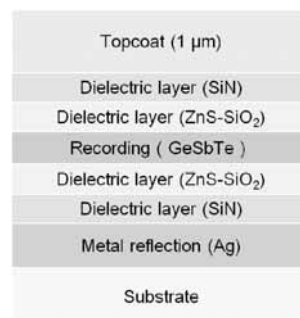 Topcoat (1 μm)
Dielectric layer (SiN)
Dielectric layer (ZnS-SiO₂)
Recording ( GeSbTe )
Dielectric layer (ZnS-SiO₂)
Dielectric layer (SiN)
Metal reflection (Ag)
Substrate